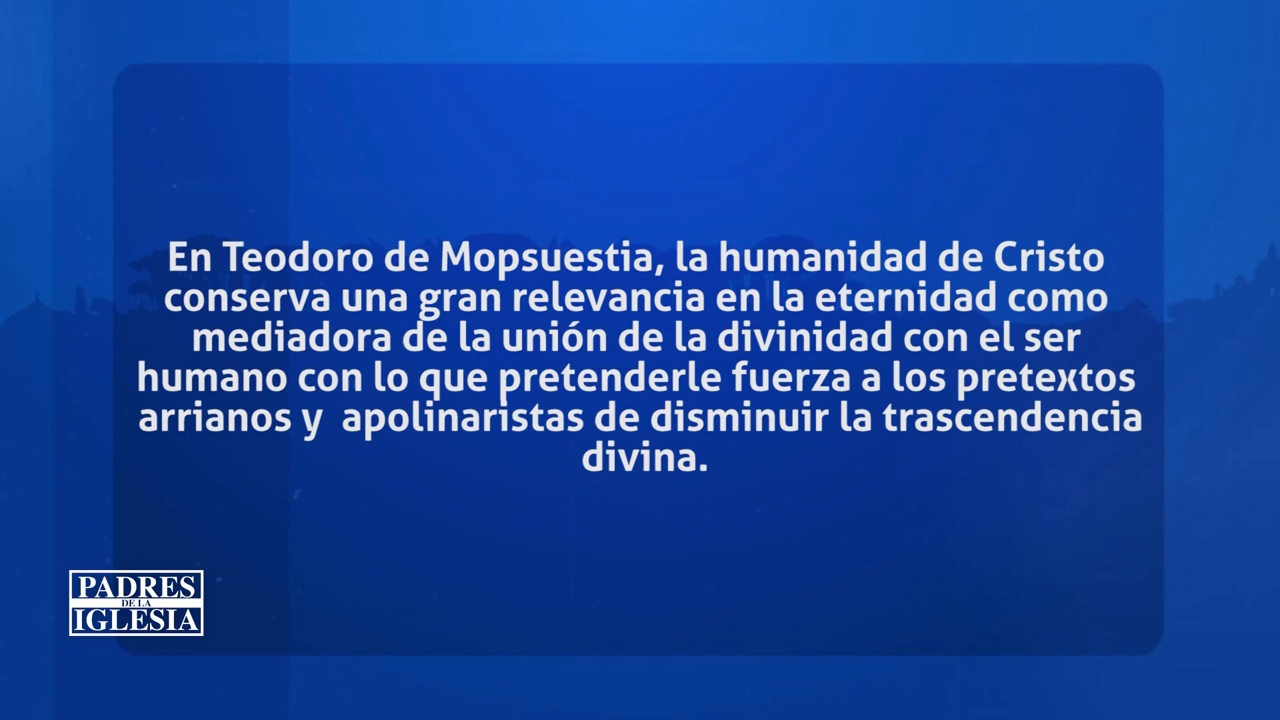 En Teodoro de Mopsuestia, la humanidad de Cristo
conserva una gran relevancia en la eternidad como
mediadora de la unión de la divinidad con el ser
humano con lo que pretenderle fuerza a los pretextos
arrianos y  apolinaristas de disminuir la trascendencia
divina.
PADRES
DE LA
IGLESIA